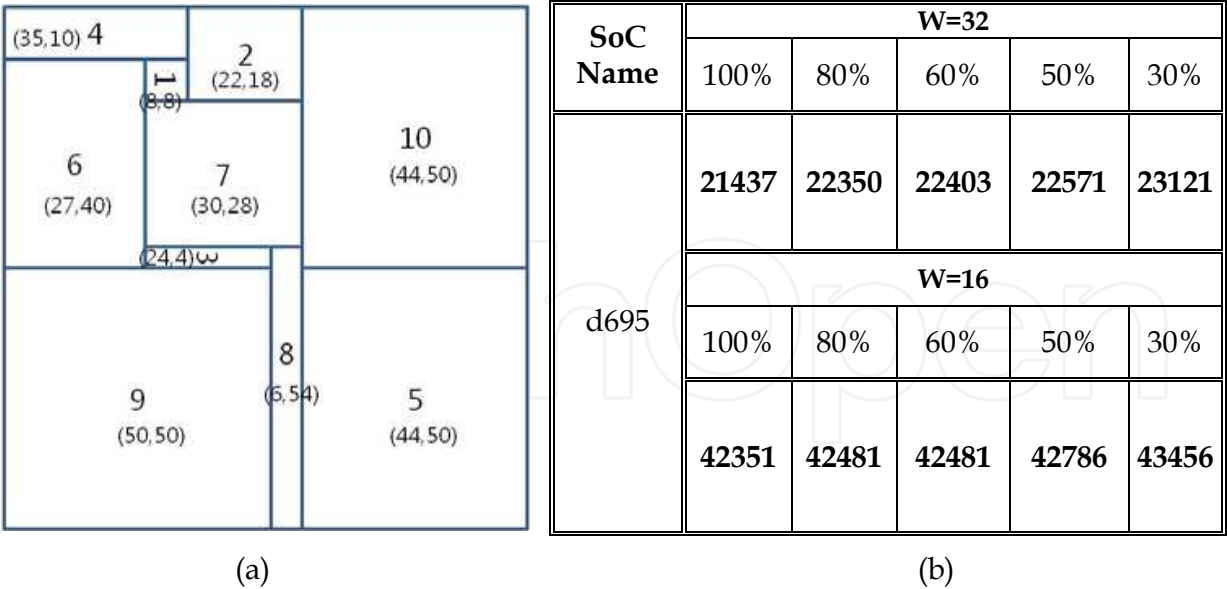 (35,10) 4
2
(22,18)
1
(8,8)
6
(27,40)
7
(30,28)
10
(44,50)
(24,4) 3
9
(50,50)
8
(6,54)
5
(44,50)
(a)
SoC Name
W=32
100% 80% 60% 50% 30%
d695
21437 22350 22403 22571 23121
W=16
100% 80% 60% 50% 30%
42351 42481 42481 42786 43456
(b)